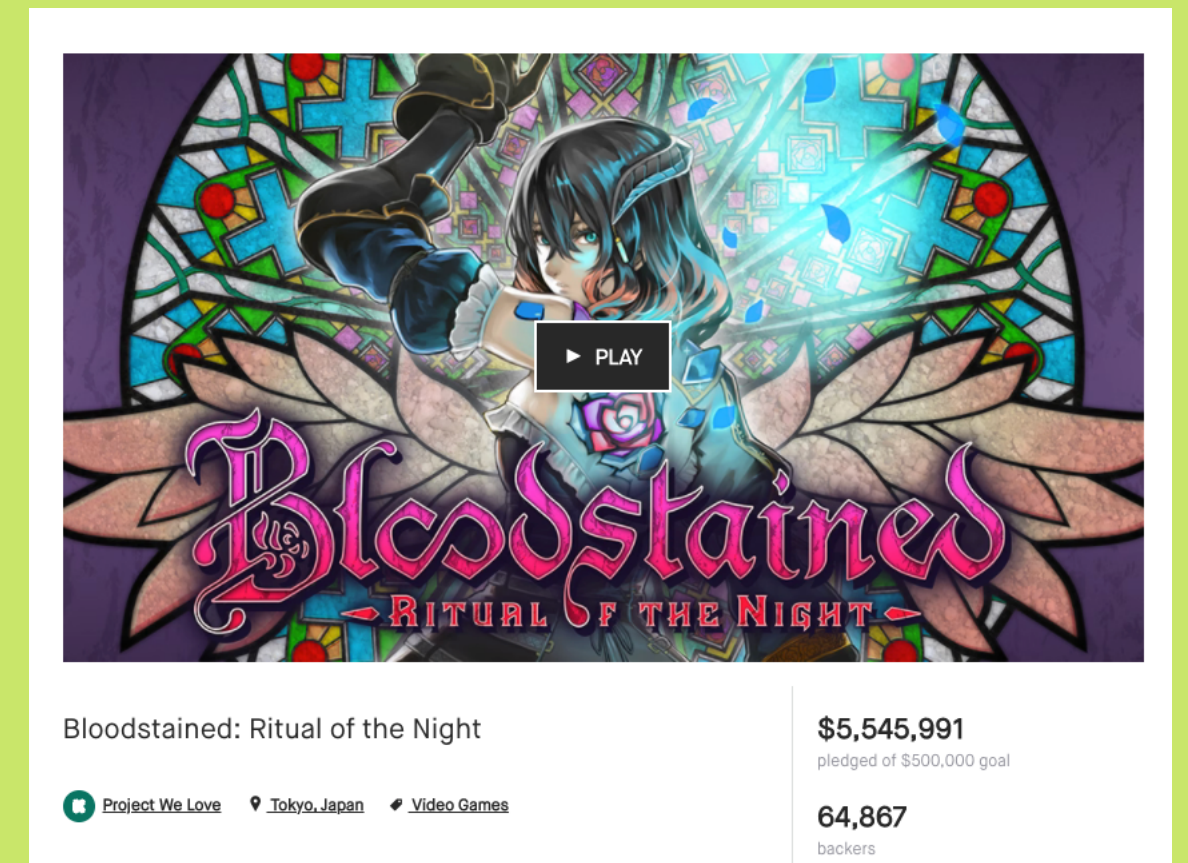 PLAY
Bloodstained
RITUAL OF THE NIGHT
Bloodstained: Ritual of the Night
Project We Love Tokyo, Japan Video Games
$5,545,991
pledged of $500,000 goal
64,867
backers